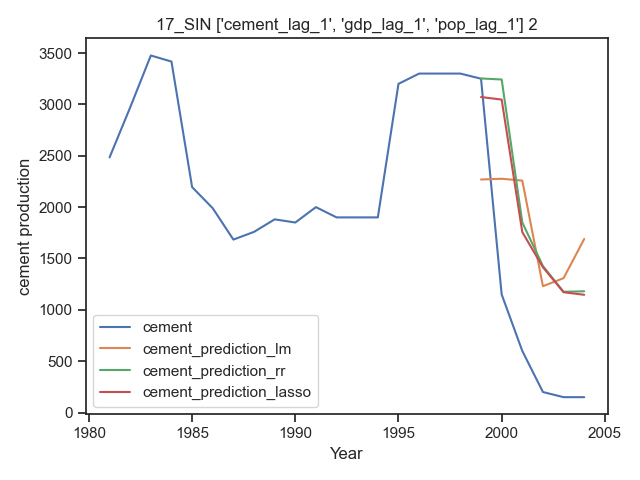 17_SIN ['cement_lag_1', 'gdp_lag_1', 'pop_lag_1'] 2
3500
3000
2500
2000
1500
1000
500
0
cement production
cement
cement_prediction_lm
cement_prediction_rr
cement_prediction_lasso
1980 1985 1990 1995 2000 2005
Year